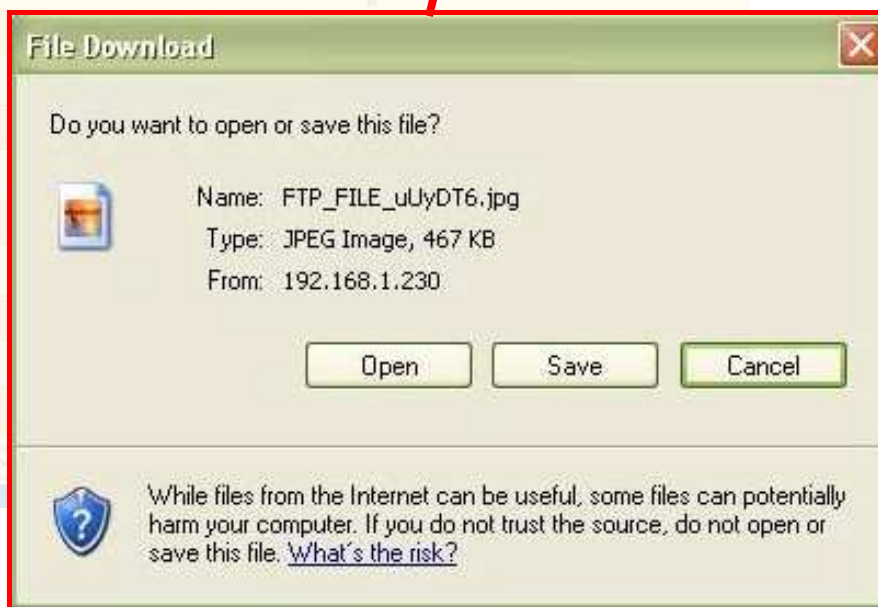 File Download
Do you want to open or save this file?
Name: FTP_FILE_uUyDT6.jpg
Type: JPEG Image, 467 KB
From: 192.168.1.230
Open Save Cancel
While files from the Internet can be useful, some files can potentially
harm your computer. If you do not trust the source, do not open or
save this file. What's the risk?